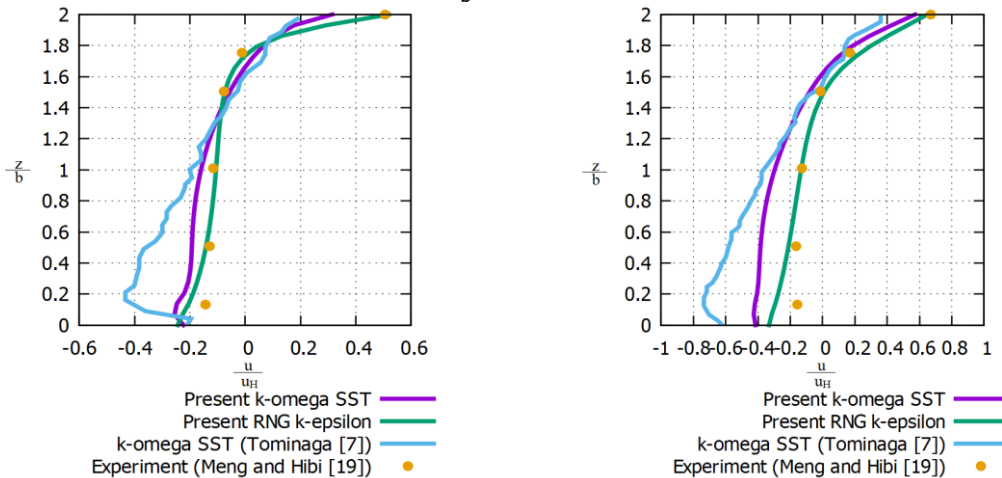 2
1.8
1.6
1.4
1.2
1
0.8
0.6
0.4
0.2
0
z
b
-0.6 -0.4 -0.2 0 0.2 0.4 0.6
u
u_H
Present k-omega SST
Present RNG k-epsilon
k-omega SST (Tominaga [7])
Experiment (Meng and Hibi [19])
2
1.8
1.6
1.4
1.2
1
0.8
0.6
0.4
0.2
0
z
b
-1 -0.8 -0.6 -0.4 -0.2 0 0.2 0.4 0.6 0.8 1
u
u_H
Present k-omega SST
Present RNG k-epsilon
k-omega SST (Tominaga [7])
Experiment (Meng and Hibi [19])